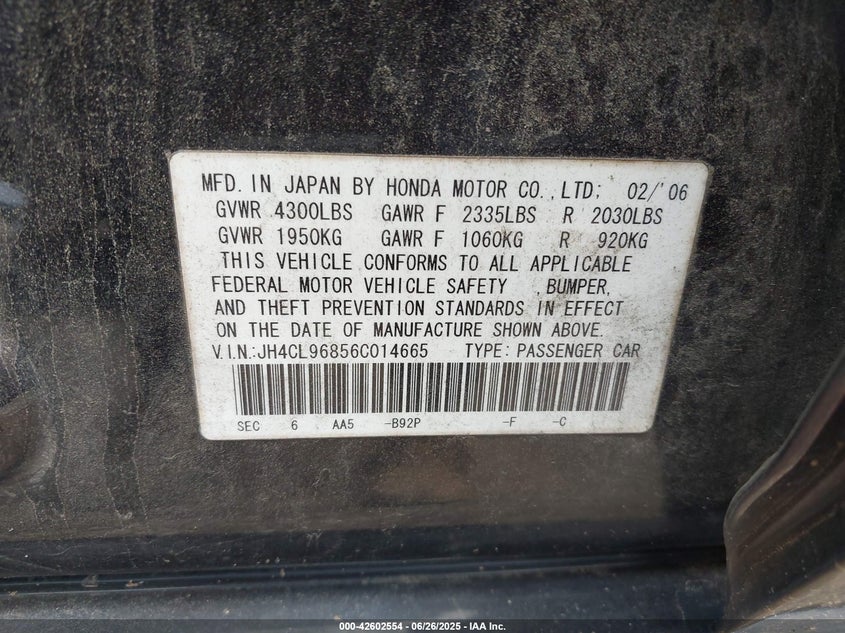 MFD. IN JAPAN BY HONDA MOTOR CO.,LTD; 02/'06
GVWR 4300LBS GAWR F 2335LBS R 2030LBS
GVWR 1950KG GAWR F 1060KG R 920KG
THIS VEHICLE CONFORMS TO ALL APPLICABLE
FEDERAL MOTOR VEHICLE SAFETY ,BUMPER,
AND THEFT PREVENTION STANDARDS IN EFFECT
ON THE DATE OF MANUFACTURE SHOWN ABOVE.
V.I.N.:JH4CL96856C014665 TYPE: PASSENGER CAR
SEC 6 AA5 -B92P -F -C
000-42602554 | 06/26/2025 - IAA Inc.